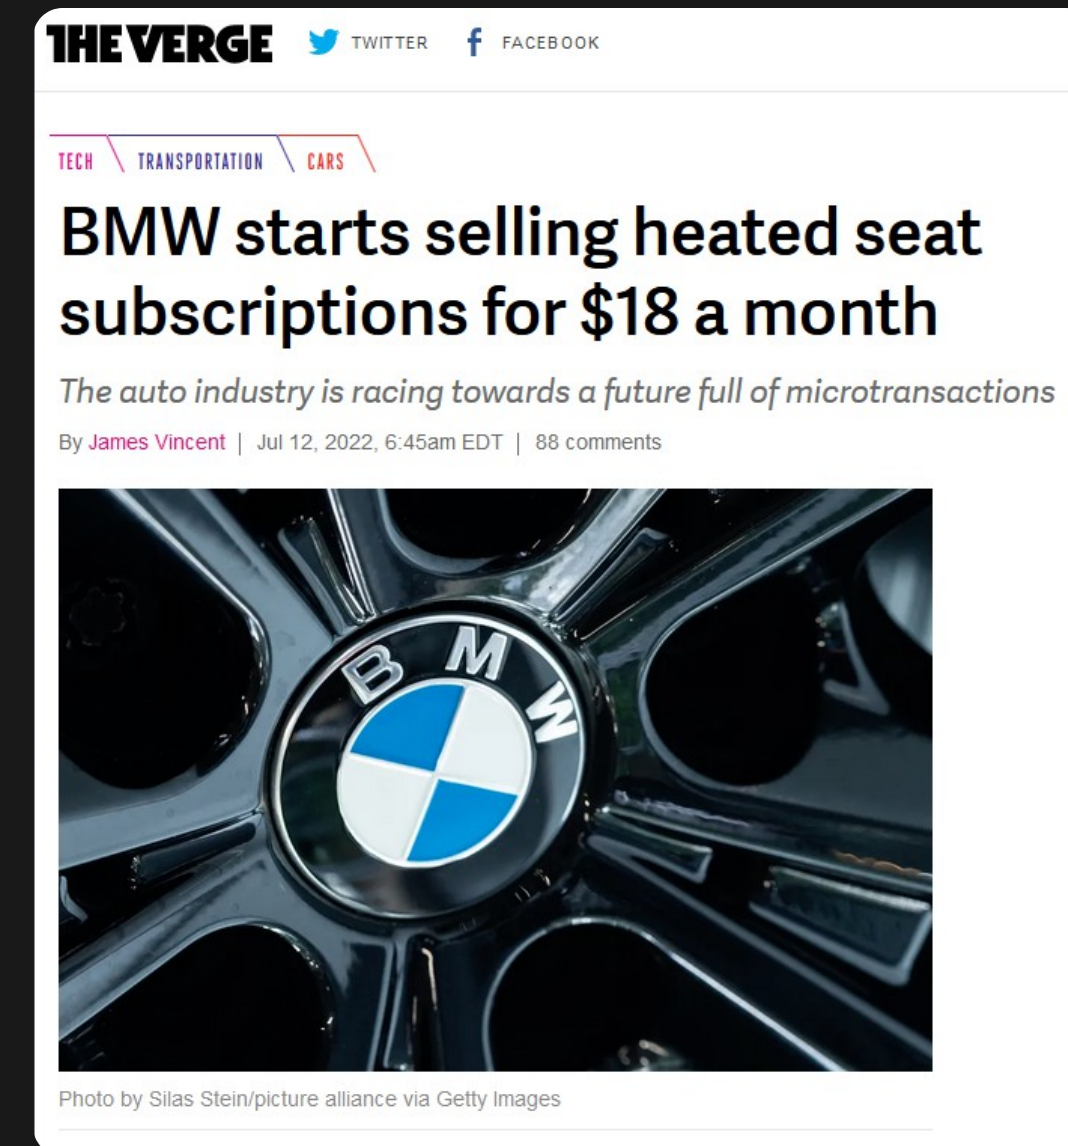 THE VERGE TWITTER FACEBOOK
TECH TRANSPORTATION CARS
BMW starts selling heated seat
subscriptions for $18 a month
The auto industry is racing towards a future full of microtransactions
By James Vincent | Jul 12, 2022, 6:45am EDT | 88 comments
BMW
Photo by Silas Stein/picture alliance via Getty Images